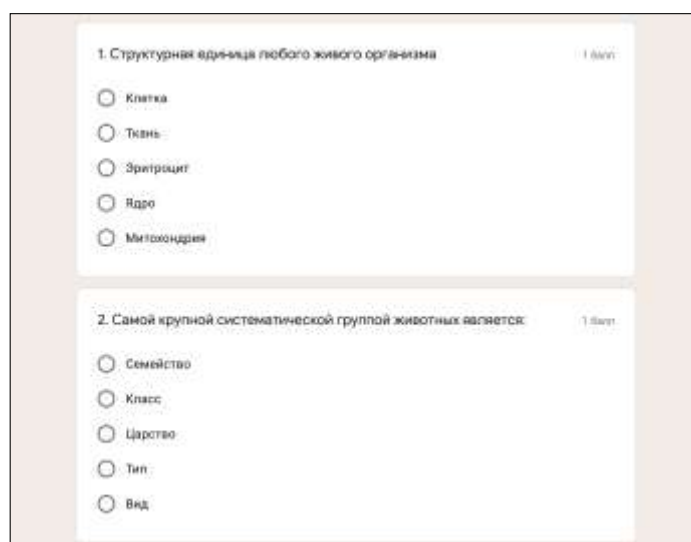 1. Структурная единица любого живого организма
1 балл
Клетка
Ткань
Эритроцит
Ядро
Митохондрия
2. Самой крупной систематической группой животных является:
1 балл
Семейство
Класс
Царство
Тип
Вид